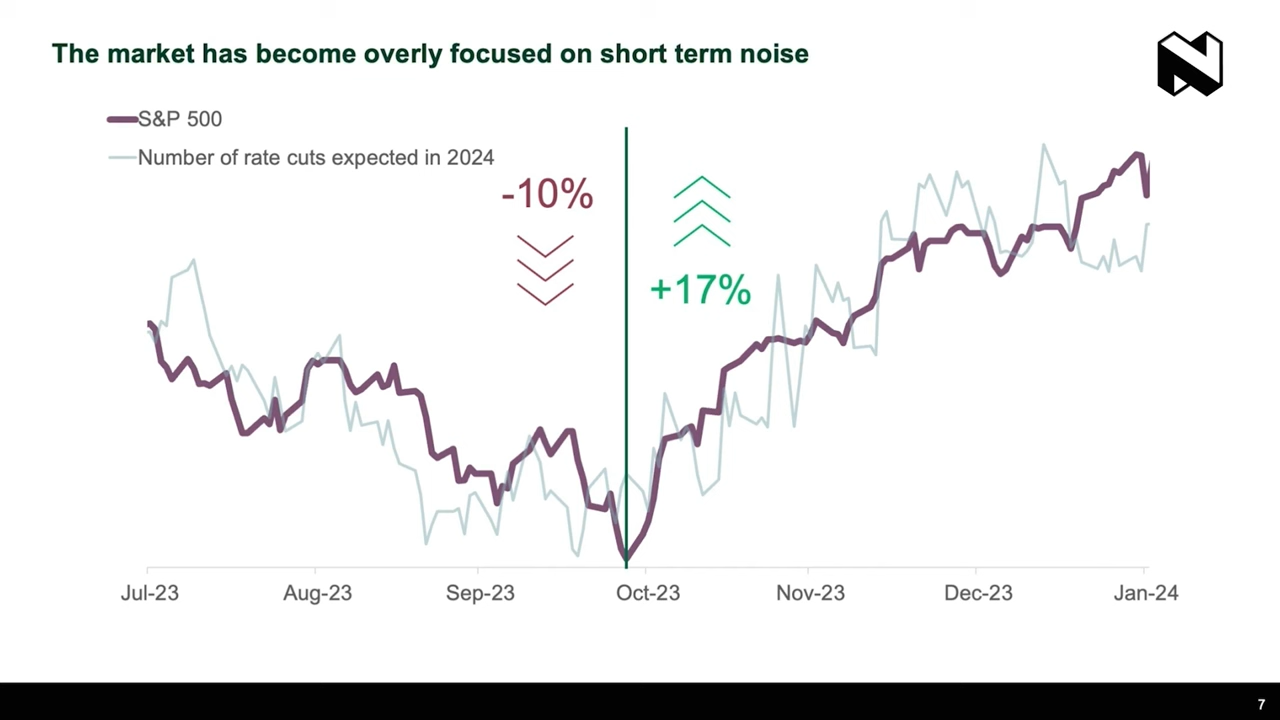 The market has become overly focused on short term noise
S&P 500
Number of rate cuts expected in 2024
-10%
+17%
Jul-23 Aug-23 Sep-23 Oct-23 Nov-23 Dec-23 Jan-24
7